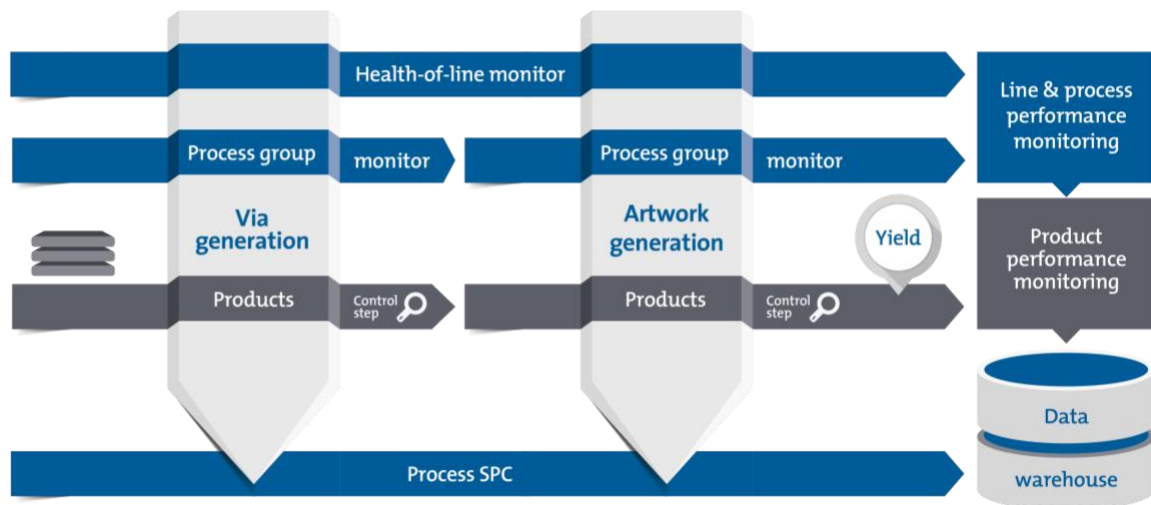 Health-of-line monitor
Line & process
performance
monitoring
Process group
monitor
Process group
monitor
Via
generation
Artwork
generation
Yield
Product
performance
monitoring
Products
Control
step
Products
Control
step
Data
warehouse
Process SPC